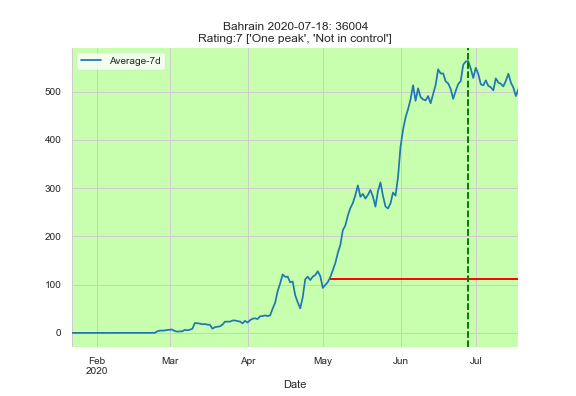 Bahrain 2020-07-18: 36004
Rating:7 ['One peak', 'Not in control']
Average-7d
500
400
300
200
100
0
Feb
2020
Mar
Apr
May
Jun
Jul
Date